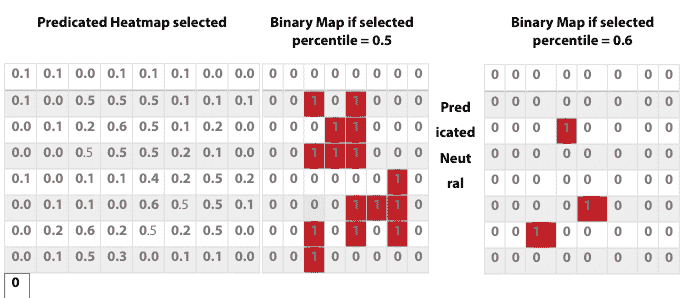 Predicated Heatmap selected
Binary Map if selected
percentile = 0.5
Binary Map if selected
percentile = 0.6
0.1 0.1 0.0 0.1 0.1 0.1 0.0 0.0
0.1 0.0 0.5 0.5 0.5 0.1 0.1 0.1
0.0 0.1 0.2 0.6 0.5 0.1 0.2 0.0
0.0 0.0 0.5 0.5 0.5 0.2 0.1 0.0
0.1 0.0 0.1 0.1 0.4 0.2 0.5 0.2
0.0 0.1 0.1 0.0 0.6 0.5 0.5 0.1
0.0 0.2 0.6 0.2 0.5 0.2 0.5 0.0
0.0 0.1 0.5 0.3 0.0 0.1 0.1 0.0
0
0 0 0 0 0 0 0 0
0 0 1 0 1 0 0 0
0 0 0 1 1 0 0 0
0 0 1 1 1 0 0 0
0 0 0 0 0 0 1 0
0 0 0 0 1 1 1 0
0 0 1 0 1 0 1 0
0 0 1 0 0 0 0 0
Pred
icated
Neut
ral
0 0 0 0 0 0 0 0
0 0 0 0 0 0 0 0
0 0 0 1 0 0 0 0
0 0 0 0 0 0 0 0
0 0 0 0 0 0 0 0
0 0 0 0 1 0 0 0
0 0 1 0 0 0 0 0
0 0 0 0 0 0 0 0